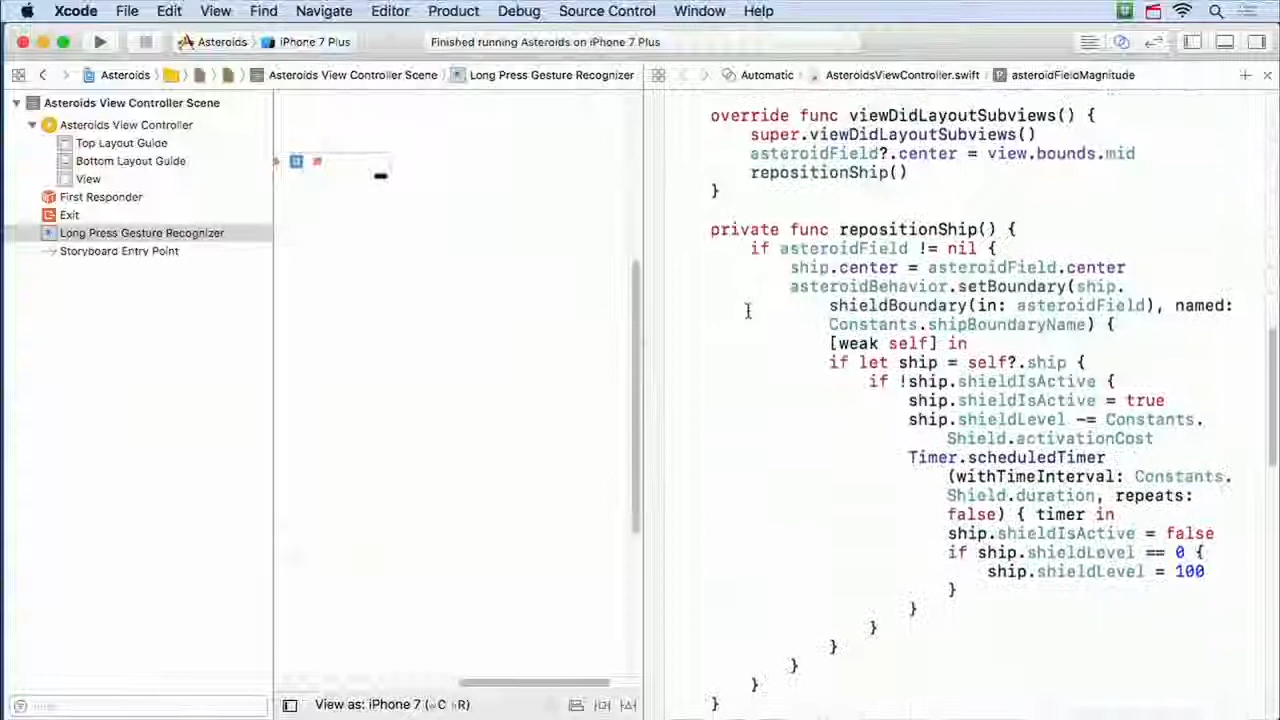 Xcode File Edit View Find Navigate Editor Product Debug Source Control Window Help
Asteroids iPhone 7 Plus
Finished running Asteroids on iPhone 7 Plus
Asteroids Asteroids View Controller Scene Long Press Gesture Recognizer
Automatic AsteroidsViewController.swift asteroidFieldMagnitude
Asteroids View Controller Scene
Asteroids View Controller
Top Layout Guide
Bottom Layout Guide
View
First Responder
Exit
Long Press Gesture Recognizer
Storyboard Entry Point
View as: iPhone 7 (wC hR)
override func viewDidLayoutSubviews() {
super.viewDidLayoutSubviews()
asteroidField?.center = view.bounds.mid
repositionShip()
}
private func repositionShip() {
if asteroidField != nil {
ship.center = asteroidField.center
asteroidBehavior.setBoundary(ship.
shieldBoundary(in: asteroidField), named:
Constants.shipBoundaryName) {
[weak self] in
if let ship = self?.ship {
if !ship.shieldIsActive {
ship.shieldIsActive = true
ship.shieldLevel -= Constants.
Shield.activationCost
Timer.scheduledTimer
(withTimeInterval: Constants.
Shield.duration, repeats:
false) { timer in
ship.shieldIsActive = false
if ship.shieldLevel == 0 {
ship.shieldLevel = 100
}
}
}
}
}
}
}